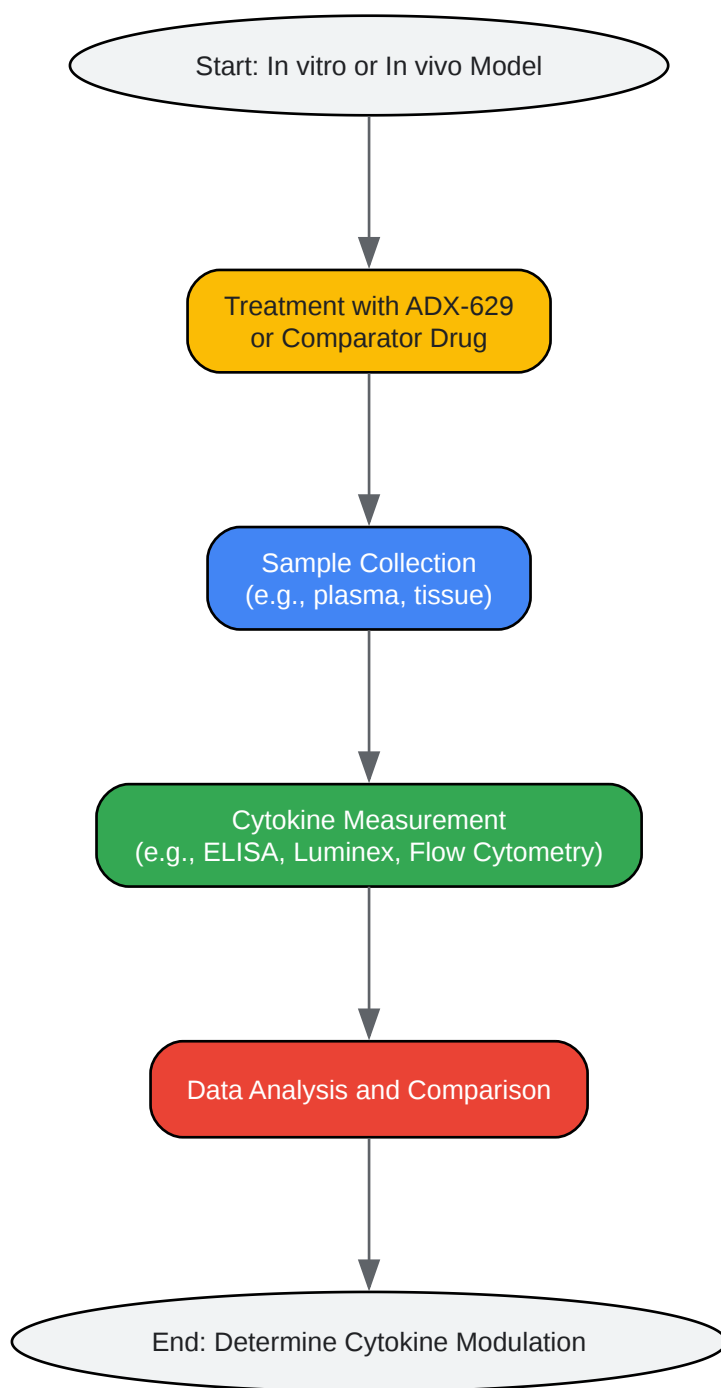 Start: In vitro or In vivo Model
Treatment with ADX-629
or Comparator Drug
Sample Collection
(e.g., plasma, tissue)
Cytokine Measurement
(e.g., ELISA, Luminex, Flow Cytometry)
Data Analysis and Comparison
End: Determine Cytokine Modulation